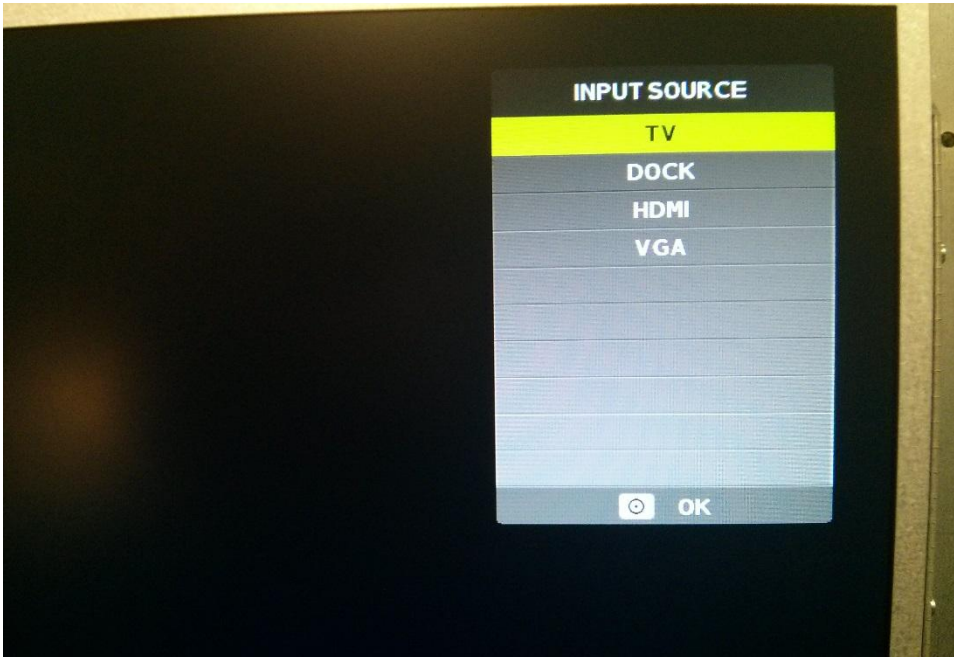 INPUT SOURCE
TV
DOCK
HDMI
VGA
OK